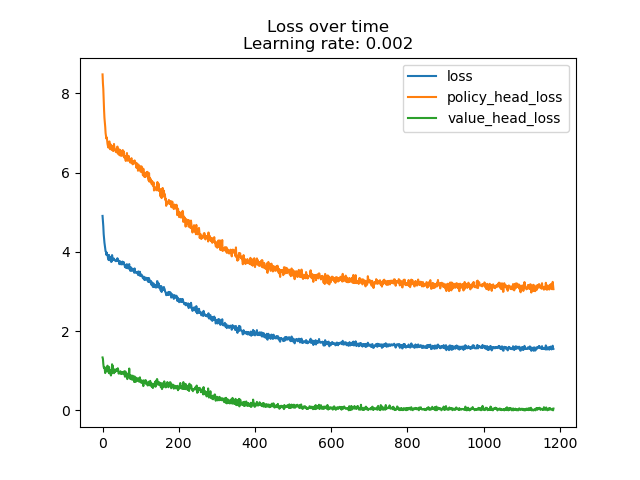 Loss over time
Learning rate: 0.002
loss
policy_head_loss
value_head_loss
8
6
4
2
0
0 200 400 600 800 1000 1200